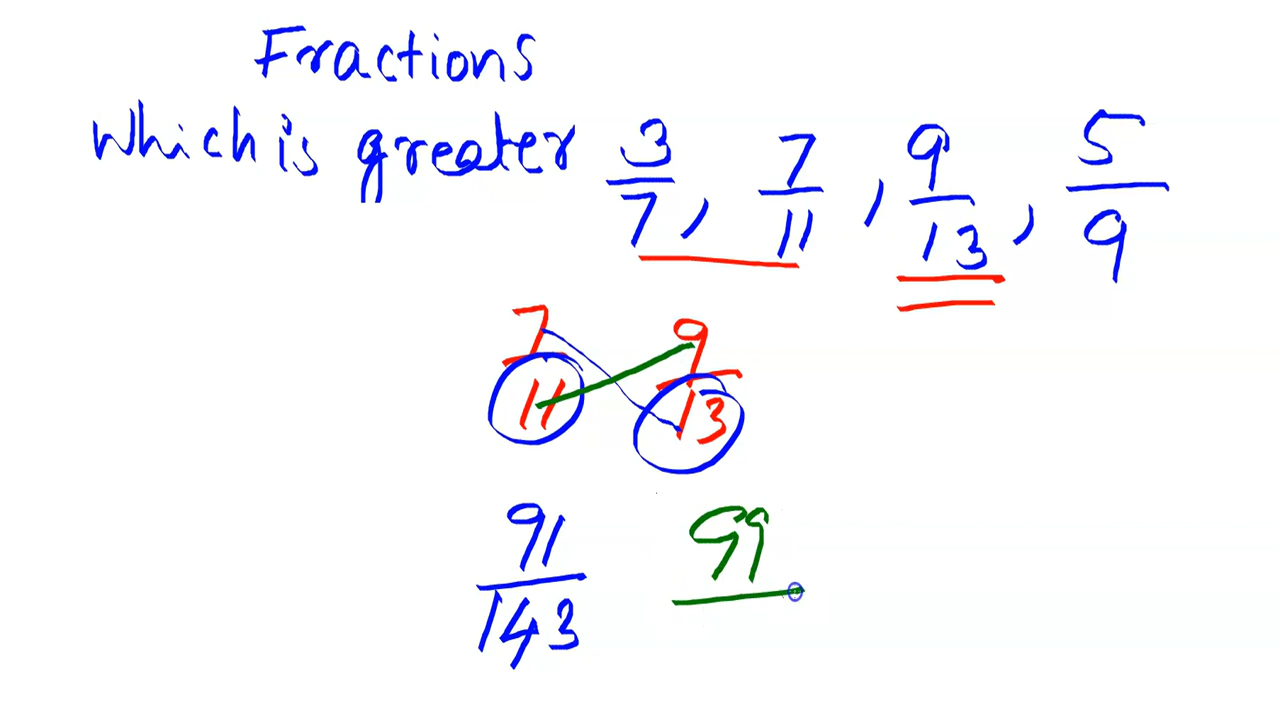 Fractions
Which is greater 3/7, 7/11, 9/13, 5/9
7/11 9/13
91/143 99/